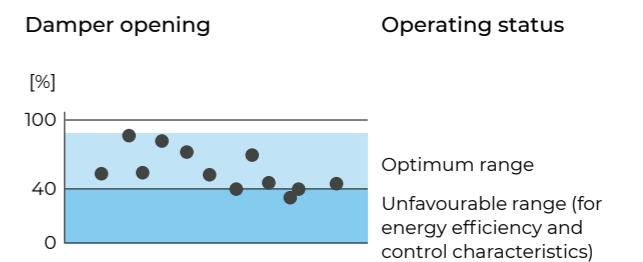 Damper opening
Operating status
[%]
100
40
0
Optimum range
Unfavourable range (for
energy efficiency and
control characteristics)